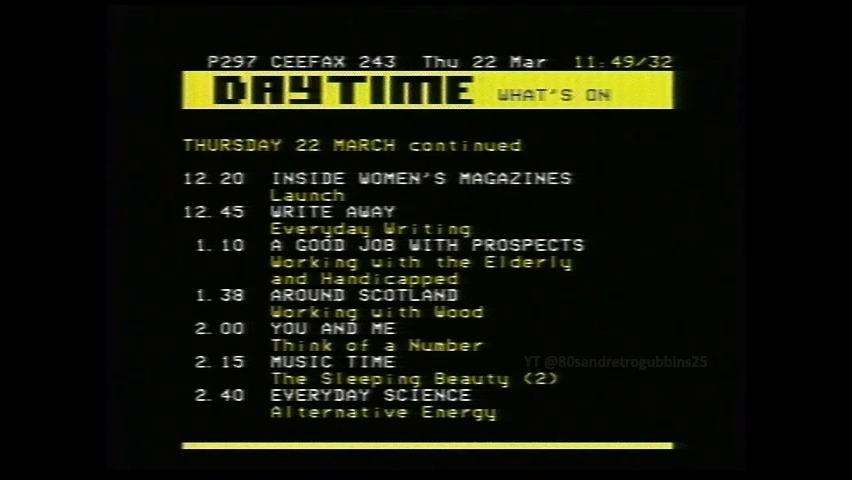 P297 CEEFAX 243 Thu 22 Mar 11:49/32
DAYTIME WHAT'S ON
THURSDAY 22 MARCH continued
12.20 INSIDE WOMEN'S MAGAZINES
Launch
12.45 WRITE AWAY
Everyday Writing
1.10 A GOOD JOB WITH PROSPECTS
Working with the Elderly
and Handicapped
1.38 AROUND SCOTLAND
Working with Wood
2.00 YOU AND ME
Think of a Number
2.15 MUSIC TIME
YT @80sandretrogubbins25
The Sleeping Beauty (2)
2.40 EVERYDAY SCIENCE
Alternative Energy